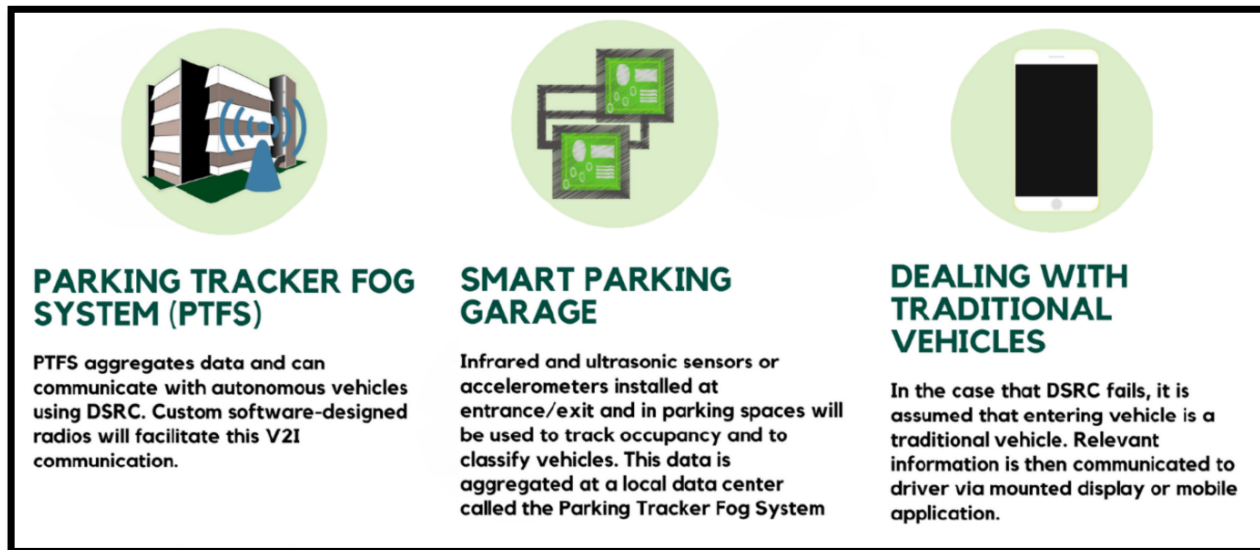 PARKING TRACKER FOG
SYSTEM (PTFS)
PTFS aggregates data and can
communicate with autonomous vehicles
using DSRC. Custom software-designed
radios will facilitate this V2I
communication.
SMART PARKING
GARAGE
Infrared and ultrasonic sensors or
accelerometers installed at
entrance/exit and in parking spaces will
be used to track occupancy and to
classify vehicles. This data is
aggregated at a local data center
called the Parking Tracker Fog System
DEALING WITH
TRADITIONAL
VEHICLES
In the case that DSRC fails, it is
assumed that entering vehicle is a
traditional vehicle. Relevant
information is then communicated to
driver via mounted display or mobile
application.